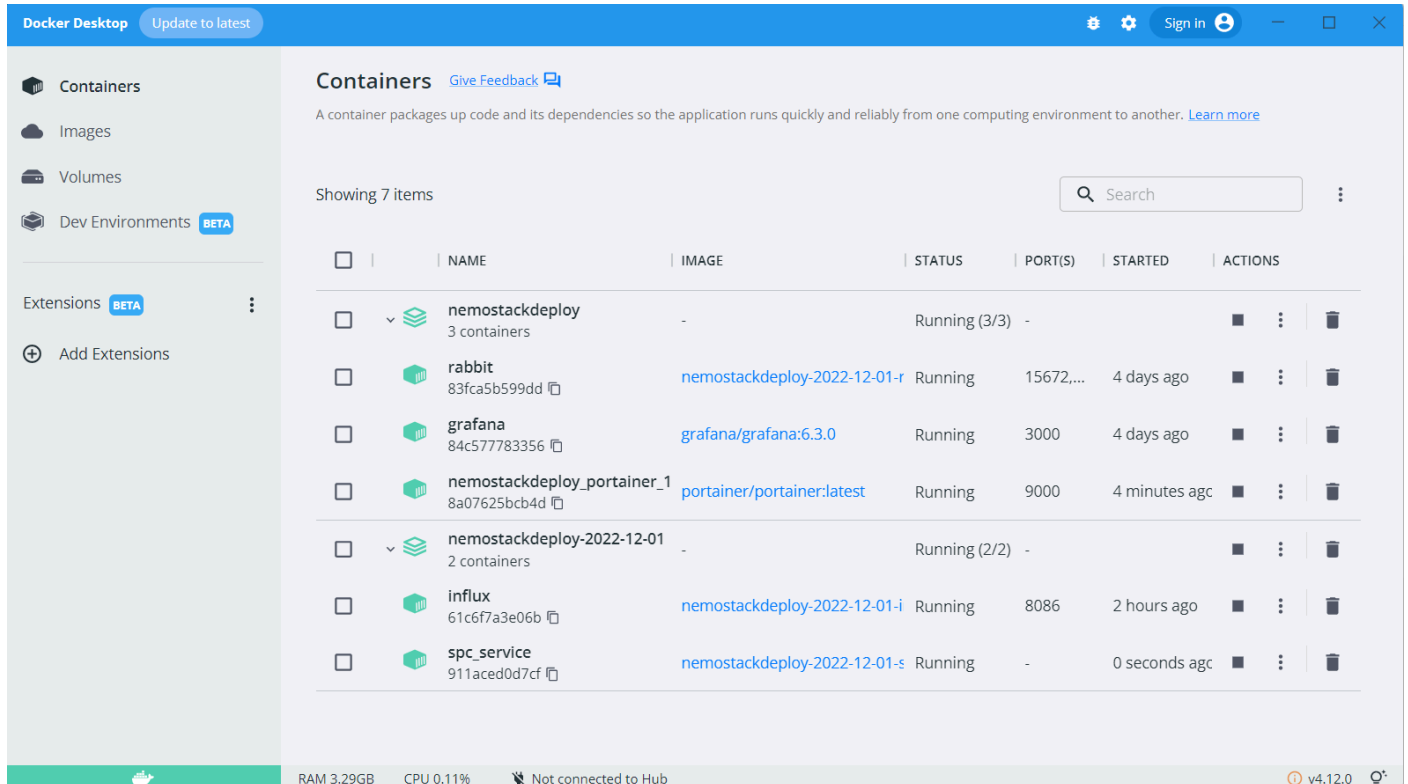 Docker Desktop Update to latest Sign in
Containers
Images
Volumes
Dev Environments BETA
Extensions BETA
Add Extensions
Containers Give Feedback
A container packages up code and its dependencies so the application runs quickly and reliably from one computing environment to another. Learn more
Showing 7 items Search
NAME IMAGE STATUS PORT(S) STARTED ACTIONS
nemostackdeploy - Running (3/3) -
3 containers
rabbit nemostackdeploy-2022-12-01-r Running 15672,... 4 days ago
83fca5b599dd
grafana grafana/grafana:6.3.0 Running 3000 4 days ago
84c577783356
nemostackdeploy_portainer_1 portainer/portainer:latest Running 9000 4 minutes agc
8a07625bcb4d
nemostackdeploy-2022-12-01 - Running (2/2) -
2 containers
influx nemostackdeploy-2022-12-01-i Running 8086 2 hours ago
61c6f7a3e06b
spc_service nemostackdeploy-2022-12-01-s Running - 0 seconds agc
911aced0d7cf
RAM 3.29GB CPU 0.11% Not connected to Hub v4.12.0